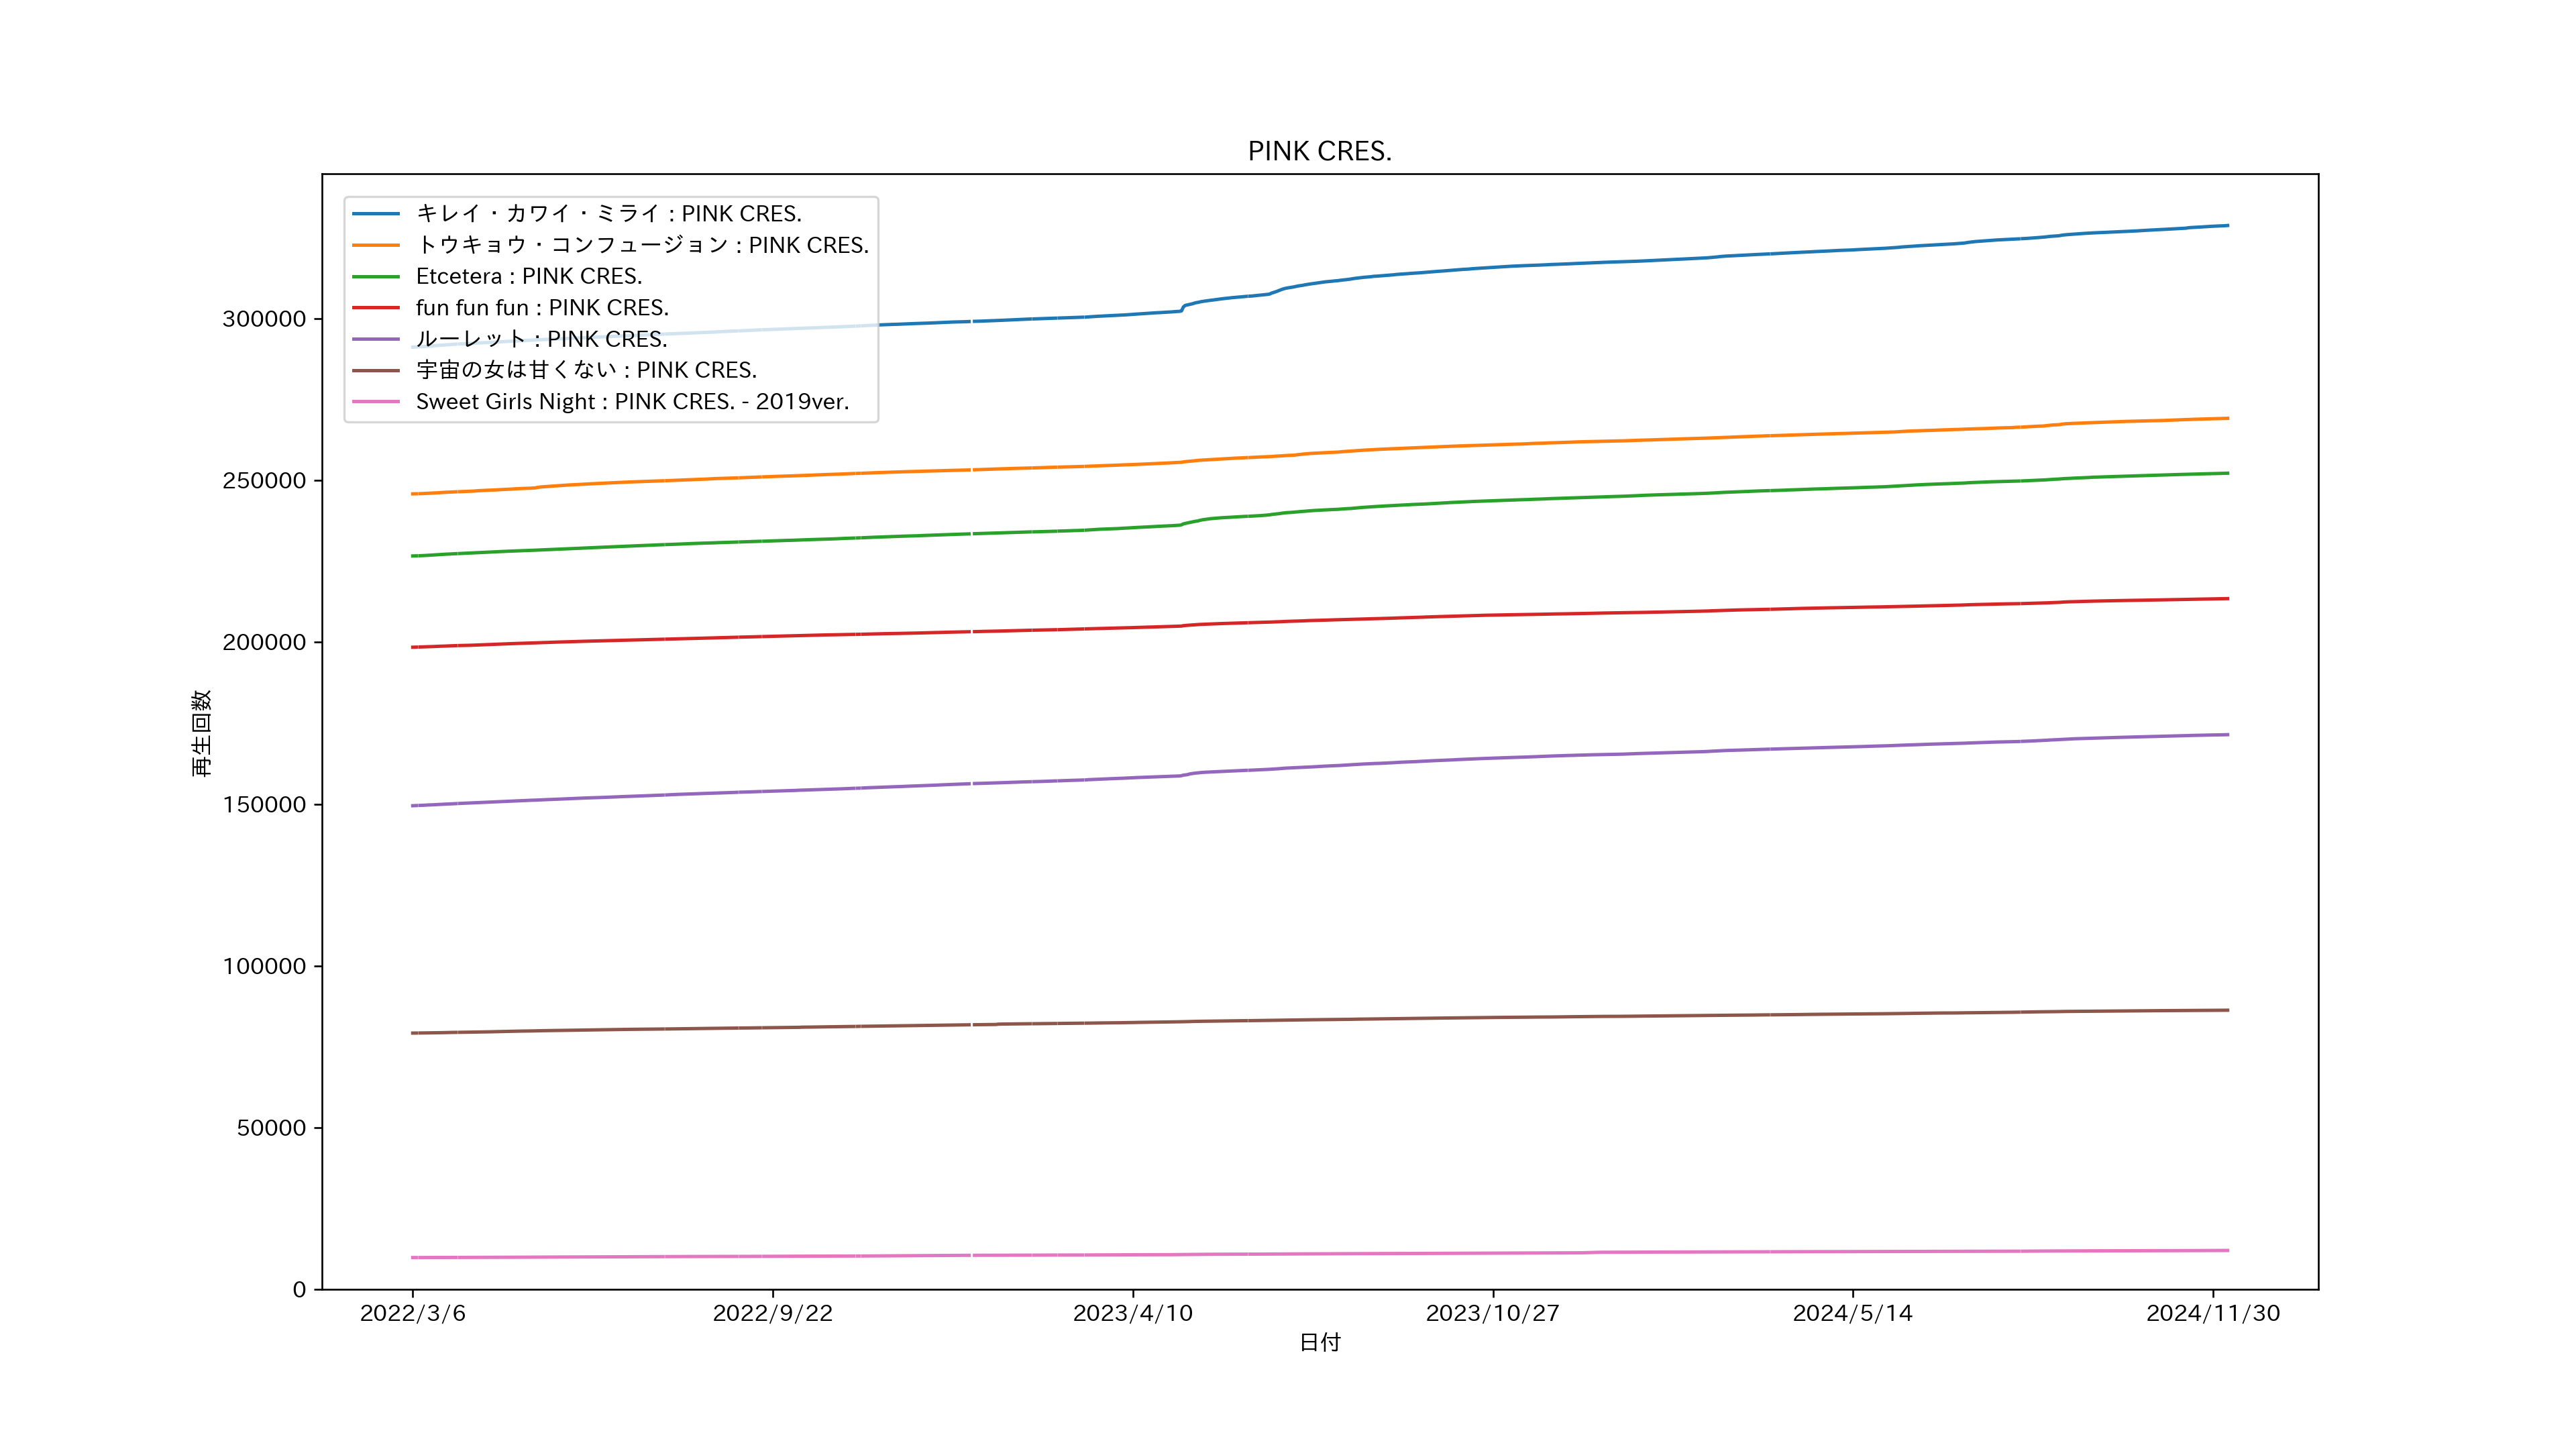 PINK CRES.
キレイ・カワイ・ミライ : PINK CRES.
トウキョウ・コンフュージョン : PINK CRES.
Etcetera : PINK CRES.
fun fun fun : PINK CRES.
ルーレット : PINK CRES.
宇宙の女は甘くない : PINK CRES.
Sweet Girls Night : PINK CRES. - 2019ver.
300000
250000
200000
150000
100000
50000
0
再生回数
2022/3/6 2022/9/22 2023/4/10 2023/10/27 2024/5/14 2024/11/30
日付